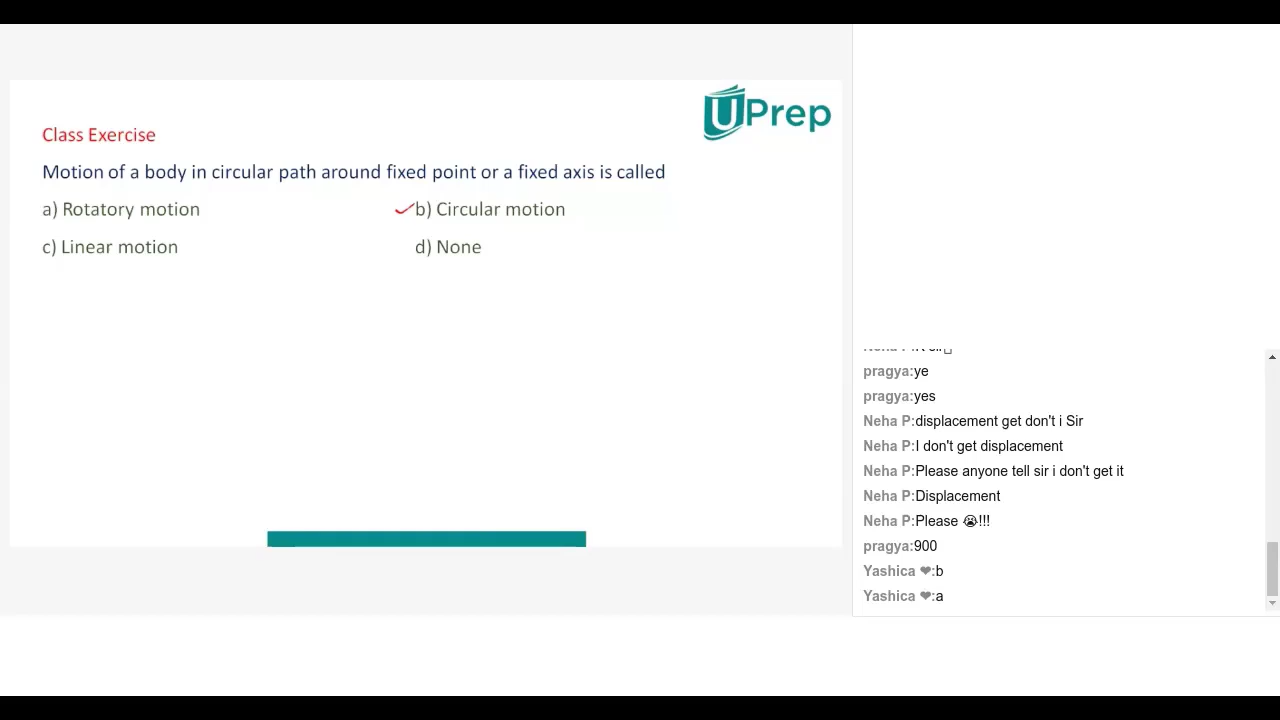 UPrep
Class Exercise
Motion of a body in circular path around fixed point or a fixed axis is called
a) Rotatory motion
b) Circular motion
c) Linear motion
d) None
pragya:ye
pragya:yes
Neha P:displacement get don't i Sir
Neha P:I don't get displacement
Neha P:Please anyone tell sir i don't get it
Neha P:Displacement
Neha P:Please 😭!!!
pragya:900
Yashica ❤:b
Yashica ❤:a